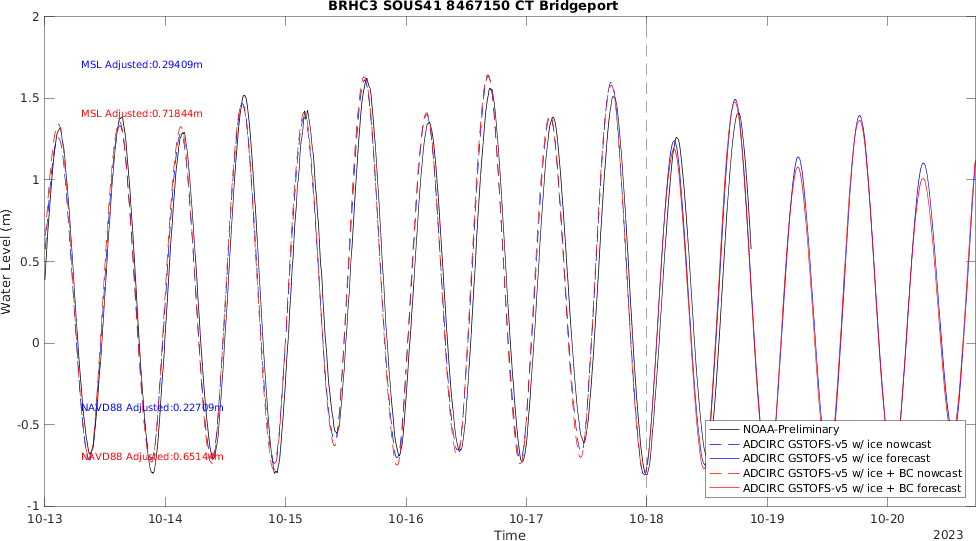 BRHC3 SOUS41 8467150 CT Bridgeport
2
MSL Adjusted:0.29409m
1.5
MSL Adjusted:0.71844m
1
Water Level (m)
0.5
0
NAVD88 Adjusted:0.22709m
-0.5
NOAA-Preliminary
ADCIRC GSTOFS-v5 w/ ice nowcast
NAVD88 Adjusted:0.65144m
ADCIRC GSTOFS-v5 w/ ice forecast
ADCIRC GSTOFS-v5 w/ ice + BC nowcast
ADCIRC GSTOFS-v5 w/ ice + BC forecast
-1
10-13 10-14 10-15 10-16 10-17 10-18 10-19 10-20
Time
2023